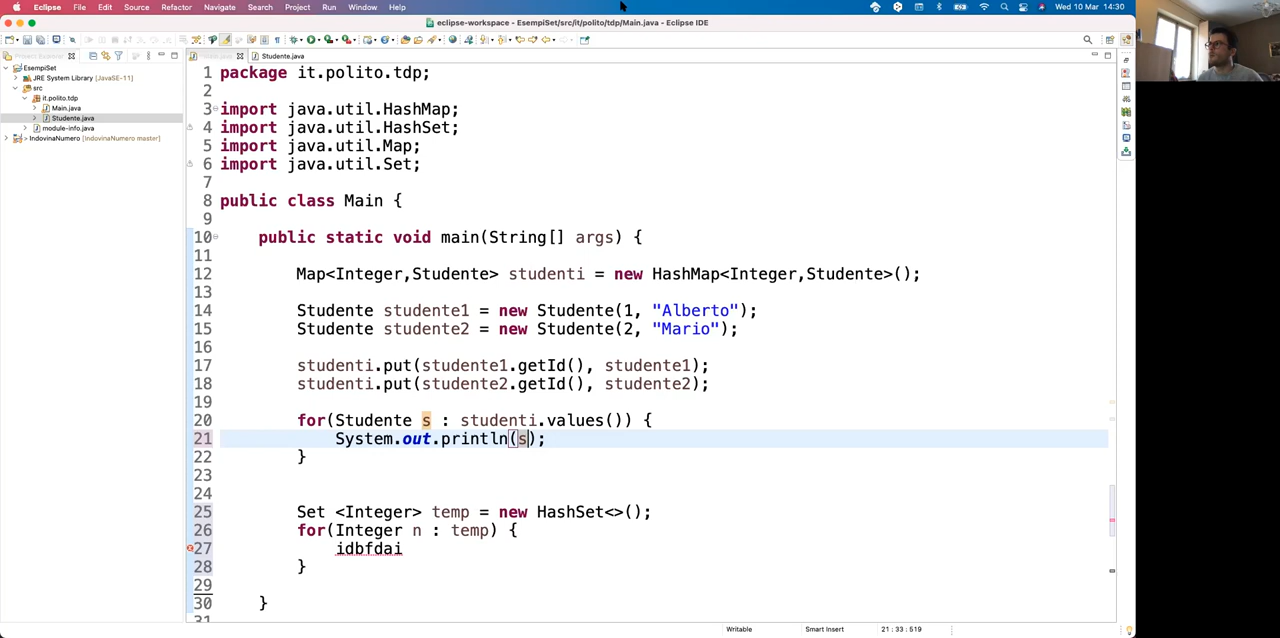 Eclipse File Edit Source Refactor Navigate Search Project Run Window Help Wed 10 Mar 14:30
eclipse-workspace - EsempiSet/src/it/polito/tdp/Main.java - Eclipse IDE
Studente.java
EsempiSet
JRE System Library [JavaSE-11]
src
it.polito.tdp
Main.java
Studente.java
module-info.java
> IndovinaNumero [IndovinaNumero master]
1 package it.polito.tdp;
2
3 import java.util.HashMap;
4 import java.util.HashSet;
5 import java.util.Map;
6 import java.util.Set;
7
8 public class Main {
9
10 public static void main(String[] args) {
11
12 Map<Integer,Studente> studenti = new HashMap<Integer,Studente>();
13
14 Studente studente1 = new Studente(1, "Alberto");
15 Studente studente2 = new Studente(2, "Mario");
16
17 studenti.put(studente1.getId(), studente1);
18 studenti.put(studente2.getId(), studente2);
19
20 for(Studente s : studenti.values()) {
21 System.out.println(s);
22 }
23
24
25 Set <Integer> temp = new HashSet<>();
26 for(Integer n : temp) {
27 idbfdai
28 }
29
30 }
31
Writable Smart Insert 21 : 33 : 519